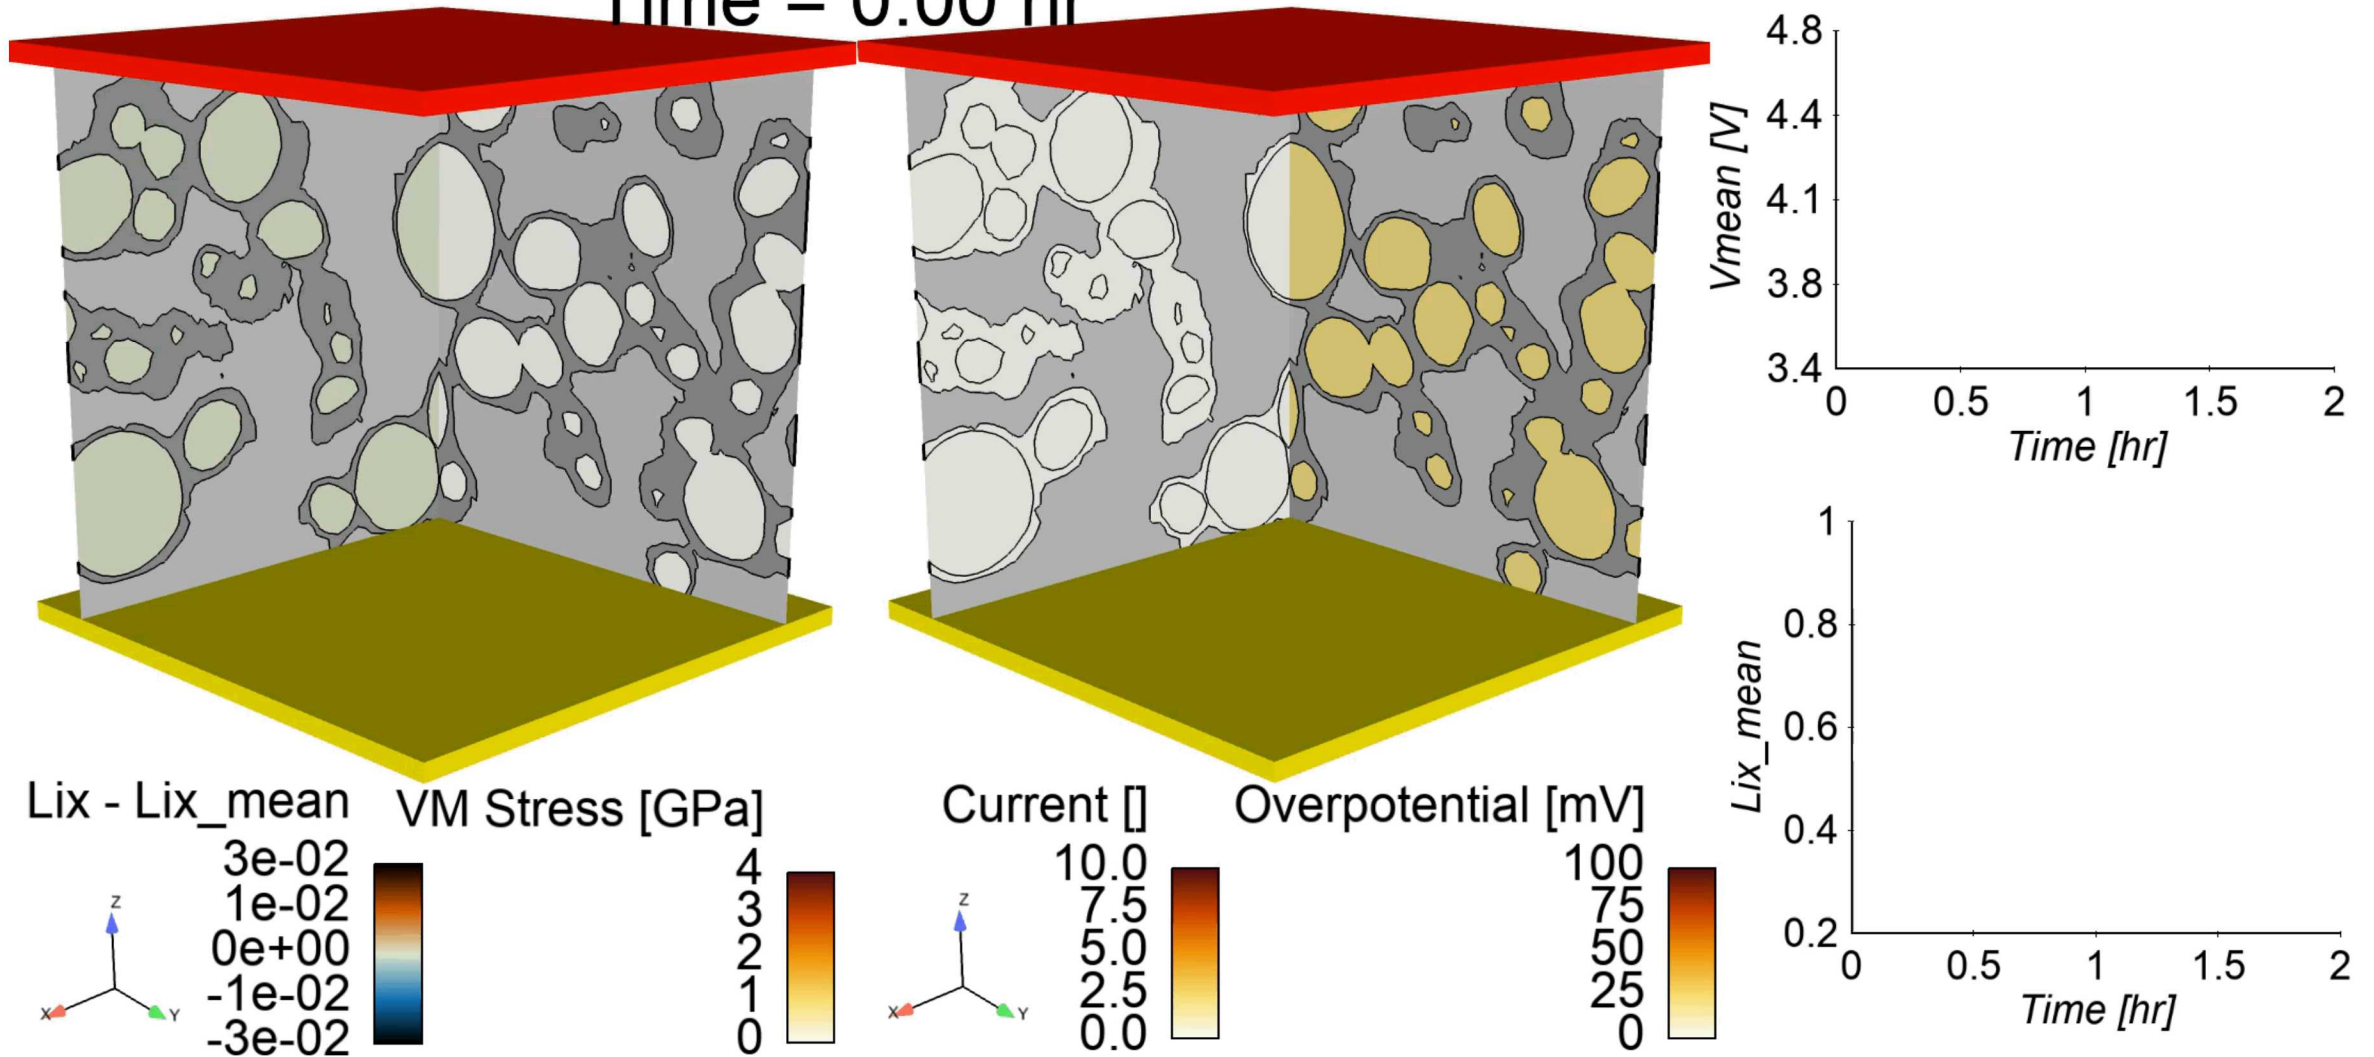 Time = 0.00 hr
Vmean [V]
4.8
4.4
4.1
3.8
3.4
0 0.5 1 1.5 2
Time [hr]
Lix_mean
1
0.8
0.6
0.4
0.2
0 0.5 1 1.5 2
Time [hr]
Lix - Lix_mean
3e-02
1e-02
0e+00
-1e-02
-3e-02
VM Stress [GPa]
4
3
2
1
0
Current []
10.0
7.5
5.0
2.5
0.0
Overpotential [mV]
100
75
50
25
0
Z
X
Y
Z
X
Y